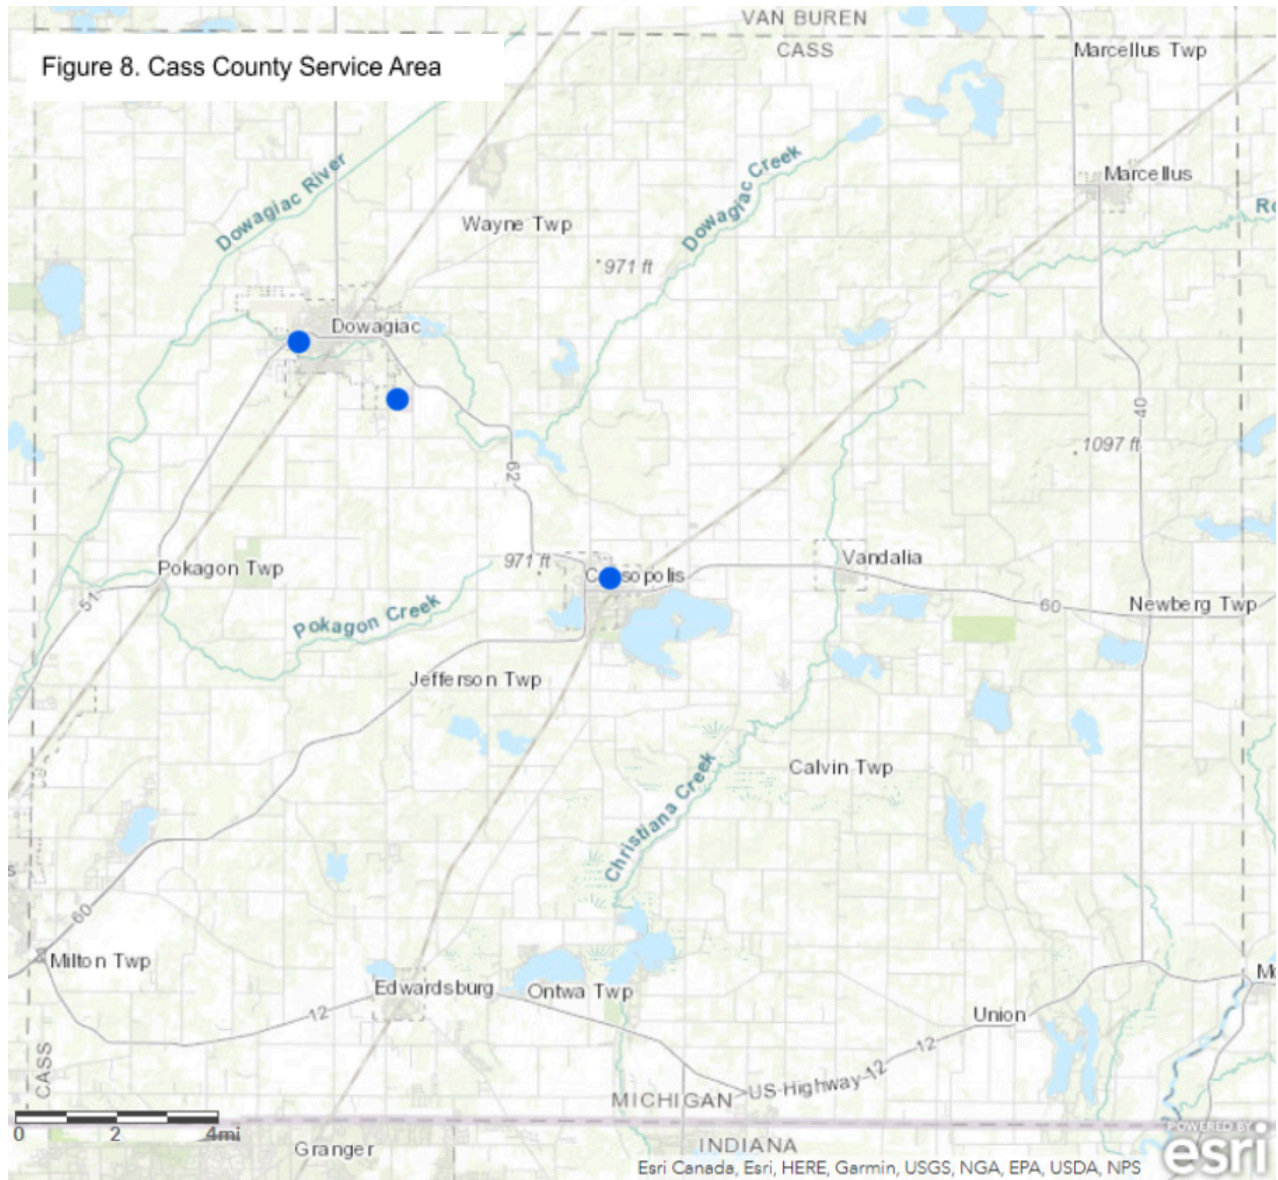 VAN BUREN
CASS
Marcellus Twp
Figure 8. Cass County Service Area
Dowagiac River
Dowagiac Creek
Marcellus
Ro
Wayne Twp
971 ft
Dowagiac
40
1097 ft
62
971 ft
Vandalia
Pokagon Twp
Cassopolis
51
60
Newberg Twp
Pokagon Creek
Jefferson Twp
Calvin Twp
Christiana Creek
s
60
Milton Twp
Mo
Edwardsburg
Ontwa Twp
12
Union
12
US Highway 12
CASS
MICHIGAN
0 2 4mi
INDIANA
Granger
POWERED BY
esri
Esri Canada, Esri, HERE, Garmin, USGS, NGA, EPA, USDA, NPS